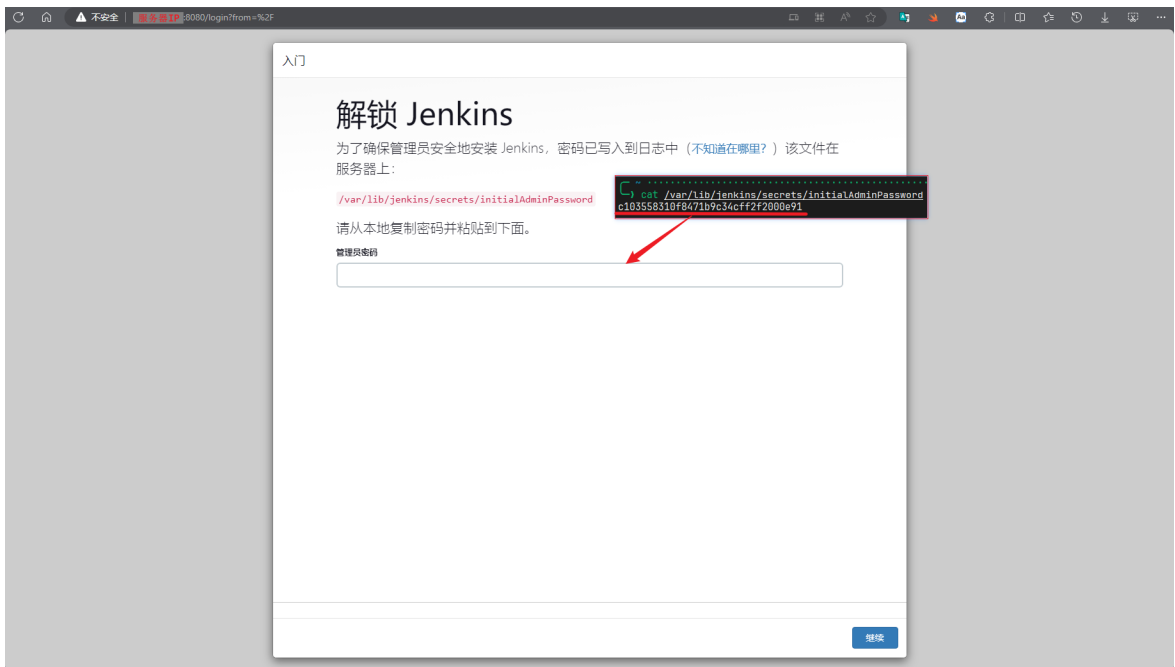 不安全 | 服务器IP:8080/login?from=%2F
入门
解锁 Jenkins
为了确保管理员安全地安装 Jenkins，密码已写入到日志中（不知道在哪里？）该文件在
服务器上：
/var/lib/jenkins/secrets/initialAdminPassword
cat /var/lib/jenkins/secrets/initialAdminPassword
c103558310f8471b9c34cff2f2000e91
请从本地复制密码并粘贴到下面。
管理员密码
继续